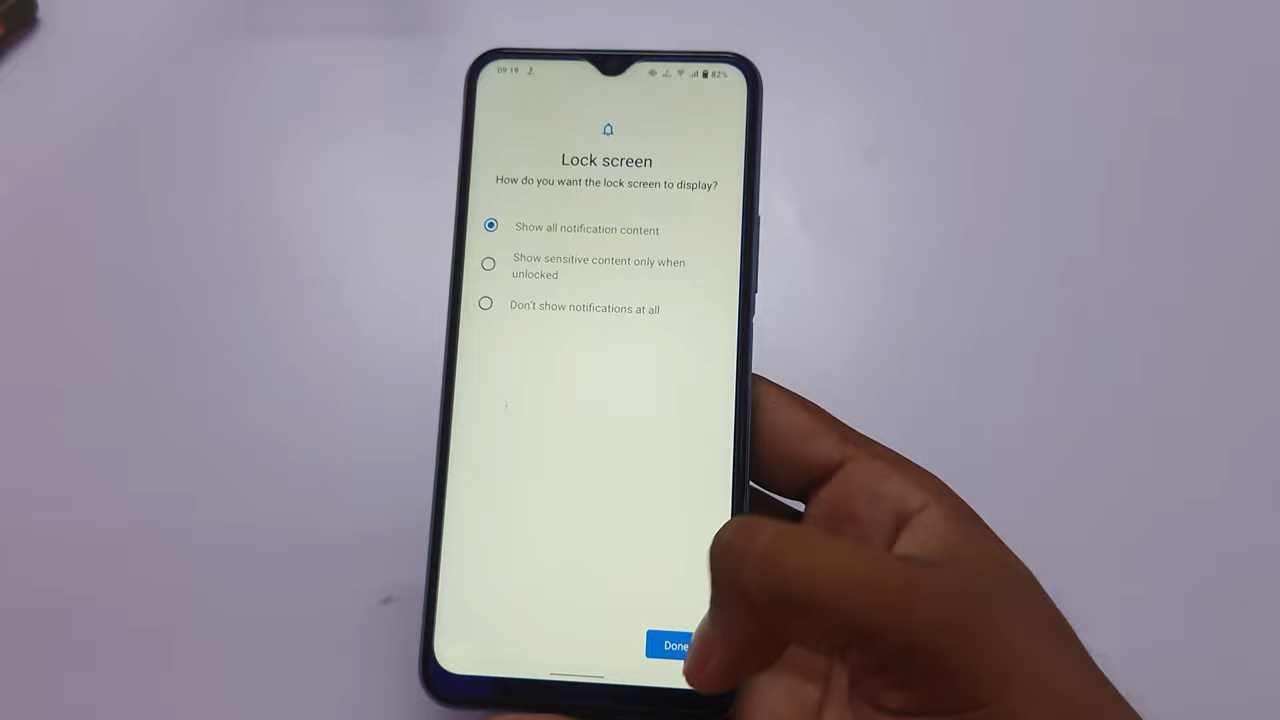 09:19
82%
Lock screen
How do you want the lock screen to display?
Show all notification content
Show sensitive content only when
unlocked
Don't show notifications at all
Done